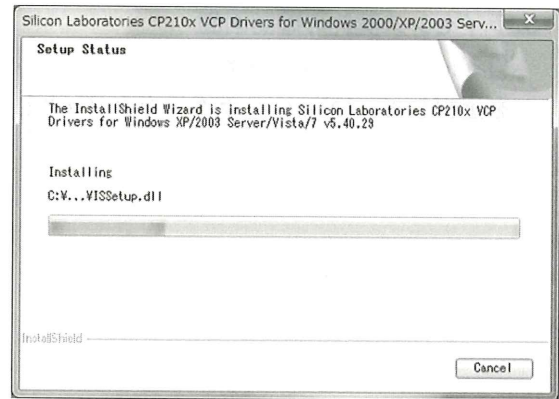 Silicon Laboratories CP210x VCP Drivers for Windows 2000/XP/2003 Serv...
Setup Status
The InstallShield Wizard is installing Silicon Laboratories CP210x VCP
Drivers for Windows XP/2003 Server/Vista/7 v5.40.29
Installing
C:¥...¥ISSetup.dll
InstallShield
Cancel